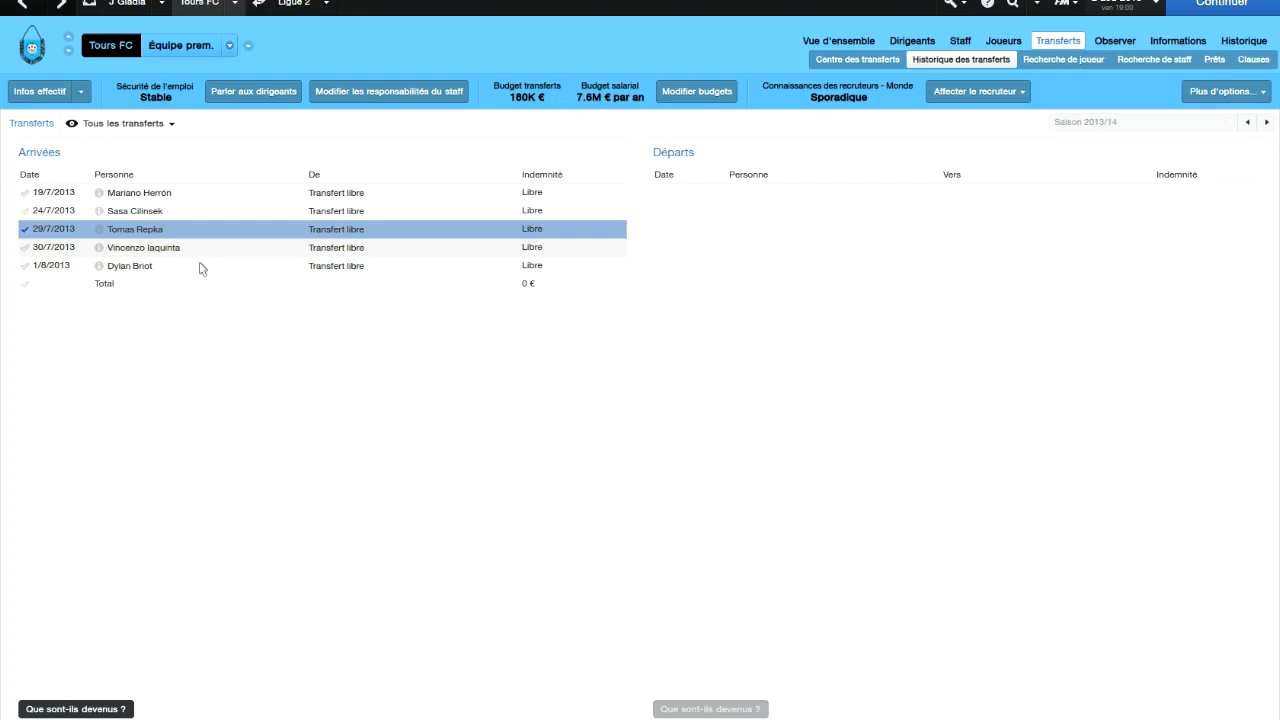 J Gladia Tours FC Ligue 2 FM ven 19:00 Continuer
Tours FC Équipe prem. Vue d'ensemble Dirigeants Staff Joueurs Transferts Observer Informations Historique
Centre des transferts Historique des transferts Recherche de joueur Recherche de staff Prêts Clauses
Infos effectif Sécurité de l'emploi Parler aux dirigeants Modifier les responsabilités du staff Budget transferts Budget salarial Modifier budgets Connaissances des recruteurs - Monde Affecter le recruteur Plus d'options...
Stable 180K € 7.6M € par an Sporadique
Transferts Tous les transferts Saison 2013/14
Arrivées Départs
Date Personne De Indemnité Date Personne Vers Indemnité
19/7/2013 Mariano Herrón Transfert libre Libre
24/7/2013 Sasa Cilinsek Transfert libre Libre
29/7/2013 Tomas Repka Transfert libre Libre
30/7/2013 Vincenzo Iaquinta Transfert libre Libre
1/8/2013 Dylan Briot Transfert libre Libre
Total 0 €
Que sont-ils devenus ? Que sont-ils devenus ?